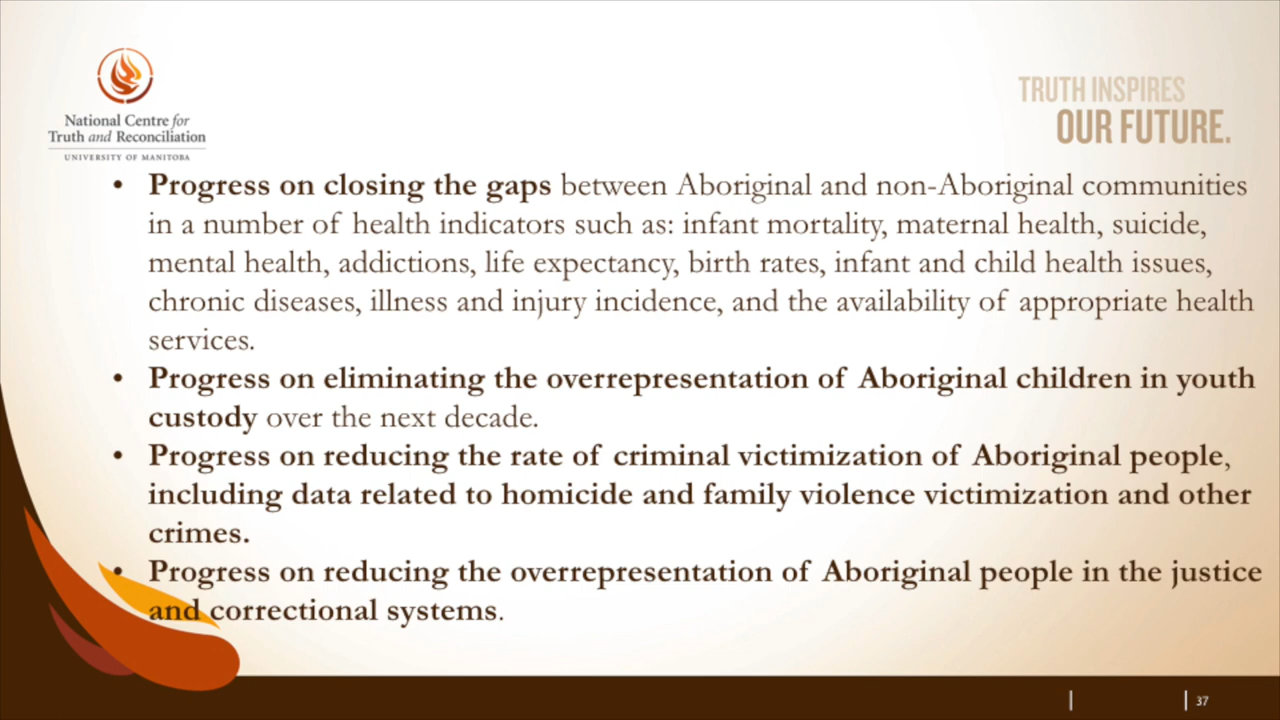 National Centre for
Truth and Reconciliation
UNIVERSITY OF MANITOBA
TRUTH INSPIRES
OUR FUTURE.
• Progress on closing the gaps between Aboriginal and non-Aboriginal communities
in a number of health indicators such as: infant mortality, maternal health, suicide,
mental health, addictions, life expectancy, birth rates, infant and child health issues,
chronic diseases, illness and injury incidence, and the availability of appropriate health
services.
• Progress on eliminating the overrepresentation of Aboriginal children in youth
custody over the next decade.
• Progress on reducing the rate of criminal victimization of Aboriginal people,
including data related to homicide and family violence victimization and other
crimes.
• Progress on reducing the overrepresentation of Aboriginal people in the justice
and correctional systems.
37